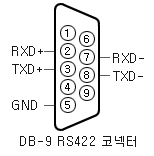 ①
⑥
RXD+ ②
⑦ RXD-
TXD+ ③
⑧ TXD-
④
⑨
GND ⑤
DB-9 RS422 코넥터